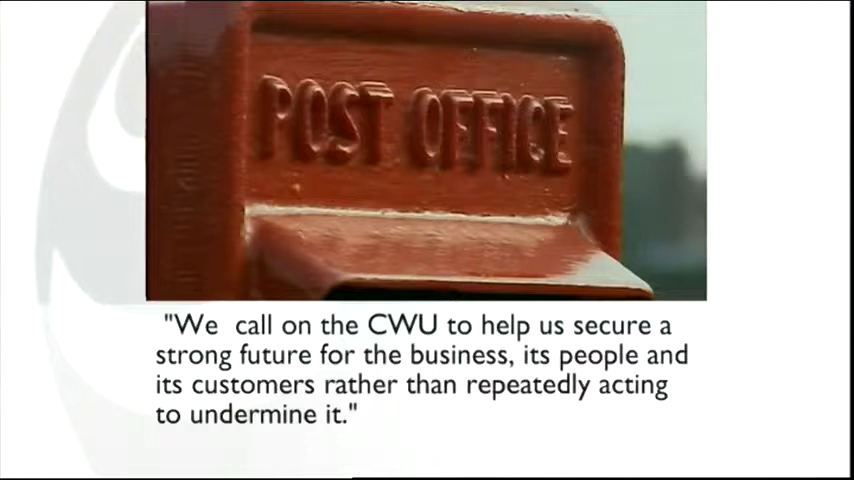 POST OFFICE
"We call on the CWU to help us secure a
strong future for the business, its people and
its customers rather than repeatedly acting
to undermine it."